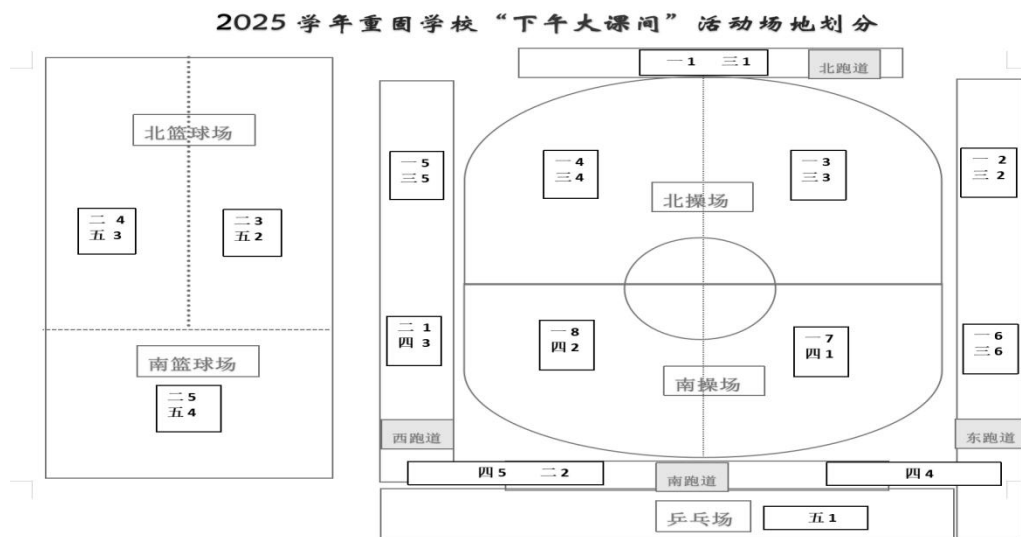 2025学年重固学校“下午大课间”活动场地划分
一1 三1
北跑道
北篮球场
一5
三5
一4
三4
一3
三3
一 2
三 2
北操场
二 4
五 3
二3
五2
二 1
四 3
一8
四2
一7
四1
一6
三6
南篮球场
南操场
二5
五4
西跑道
东跑道
四5 二2
南跑道
四4
乒乓场
五1